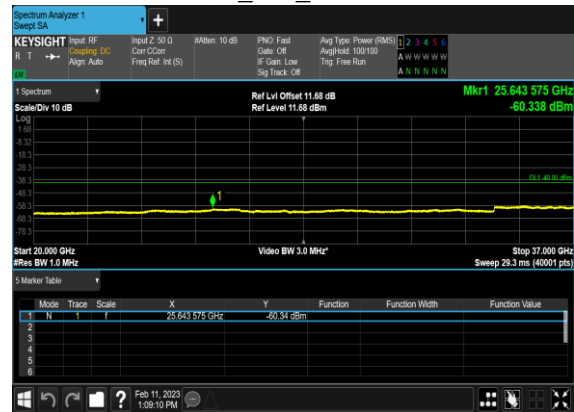 Spectrum Analyzer 1
Swept SA
KEYSIGHT Input: RF Input Z: 50 Ω #Atten: 10 dB PNO: Fast Avg Type: Power (RMS) 1 2 3 4 5 6
R T Coupling: DC Corr CCorr Gate: Off Avg|Hold: 100/100 A W W W W W
Align: Auto Freq Ref: Int (S) IF Gain: Low Trig: Free Run
Sig Track: Off A N N N N N
1 Spectrum Ref Lvl Offset 11.68 dB Mkr1 25.643 575 GHz
Scale/Div 10 dB Ref Level 11.68 dBm -60.338 dBm
Log
1.68
-8.32
-18.3
-28.3
-38.3 DL1 -40.00 dBm
-48.3 1
-58.3
-68.3
-78.3
Start 20.000 GHz Video BW 3.0 MHz* Stop 37.000 GHz
#Res BW 1.0 MHz Sweep 29.3 ms (40001 pts)
5 Marker Table
Mode Trace Scale X Y Function Function Width Function Value
1 N 1 f 25.643 575 GHz -60.34 dBm
2
3
4
5
6
? Feb 11, 2023
1:09:10 PM